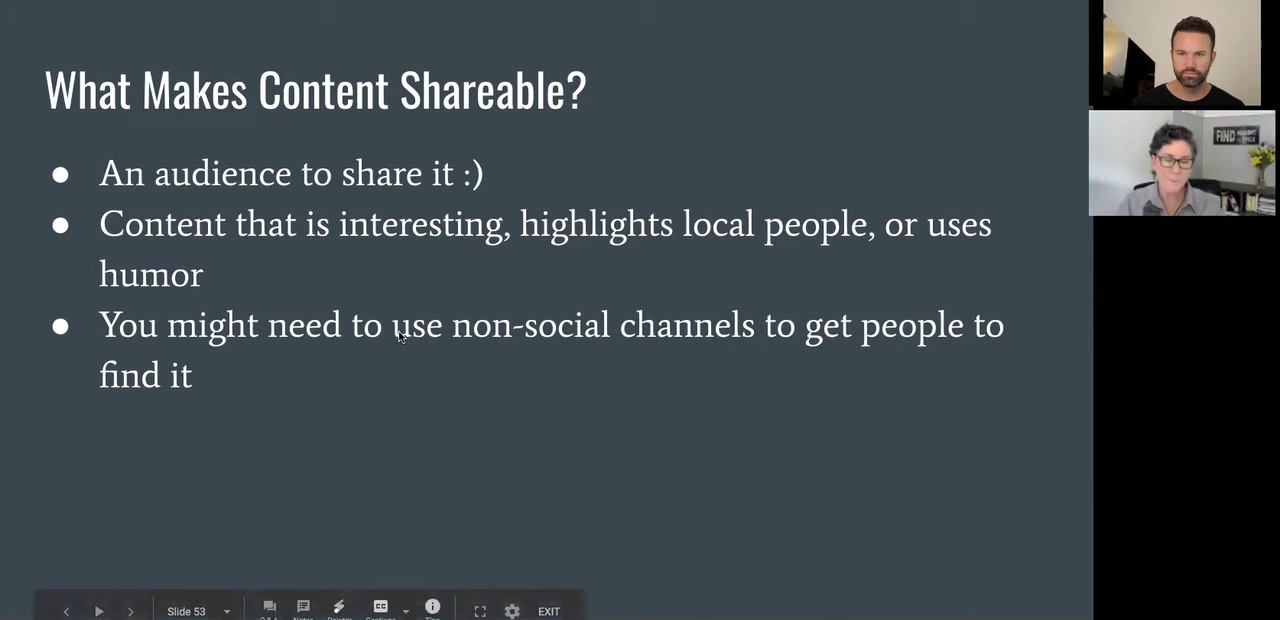 What Makes Content Shareable?
● An audience to share it :)
● Content that is interesting, highlights local people, or uses
humor
● You might need to use non-social channels to get people to
find it
FIND
Slide 53
CC
EXIT